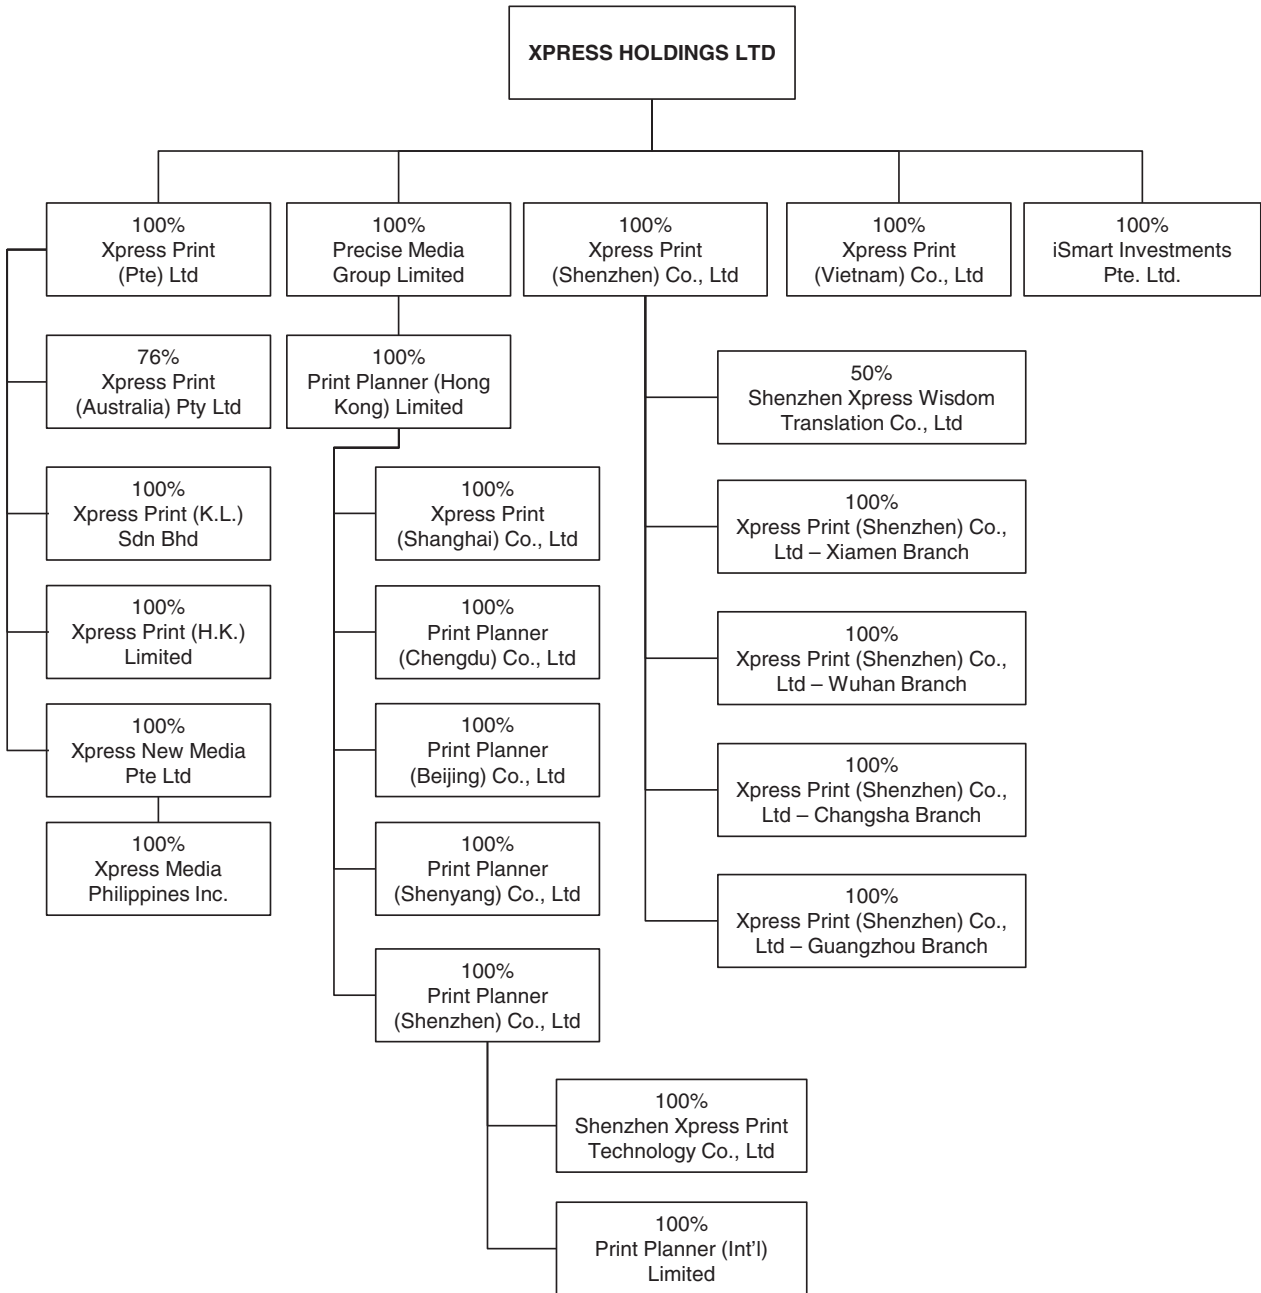 XPRESS HOLDINGS LTD
100%
Xpress Print
(Pte) Ltd
100%
Precise Media
Group Limited
100%
Xpress Print
(Shenzhen) Co., Ltd
100%
Xpress Print
(Vietnam) Co., Ltd
100%
iSmart Investments
Pte. Ltd.
76%
Xpress Print
(Australia) Pty Ltd
100%
Xpress Print (K.L.)
Sdn Bhd
100%
Xpress Print (H.K.)
Limited
100%
Xpress New Media
Pte Ltd
100%
Xpress Media
Philippines Inc.
100%
Print Planner (Hong
Kong) Limited
100%
Xpress Print
(Shanghai) Co., Ltd
100%
Print Planner
(Chengdu) Co., Ltd
100%
Print Planner
(Beijing) Co., Ltd
100%
Print Planner
(Shenyang) Co., Ltd
100%
Print Planner
(Shenzhen) Co., Ltd
100%
Shenzhen Xpress Print
Technology Co., Ltd
100%
Print Planner (Int'l)
Limited
50%
Shenzhen Xpress Wisdom
Translation Co., Ltd
100%
Xpress Print (Shenzhen) Co.,
Ltd – Xiamen Branch
100%
Xpress Print (Shenzhen) Co.,
Ltd – Wuhan Branch
100%
Xpress Print (Shenzhen) Co.,
Ltd – Changsha Branch
100%
Xpress Print (Shenzhen) Co.,
Ltd – Guangzhou Branch